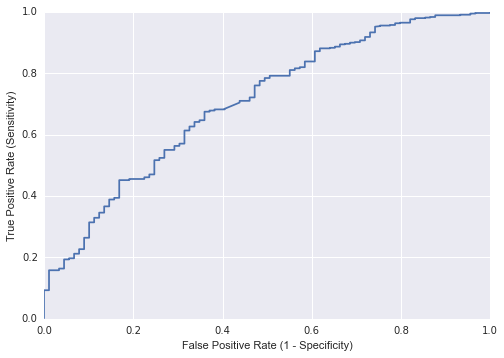 1.0
0.8
0.6
0.4
0.2
0.0
True Positive Rate (Sensitivity)
0.0 0.2 0.4 0.6 0.8 1.0
False Positive Rate (1 - Specificity)